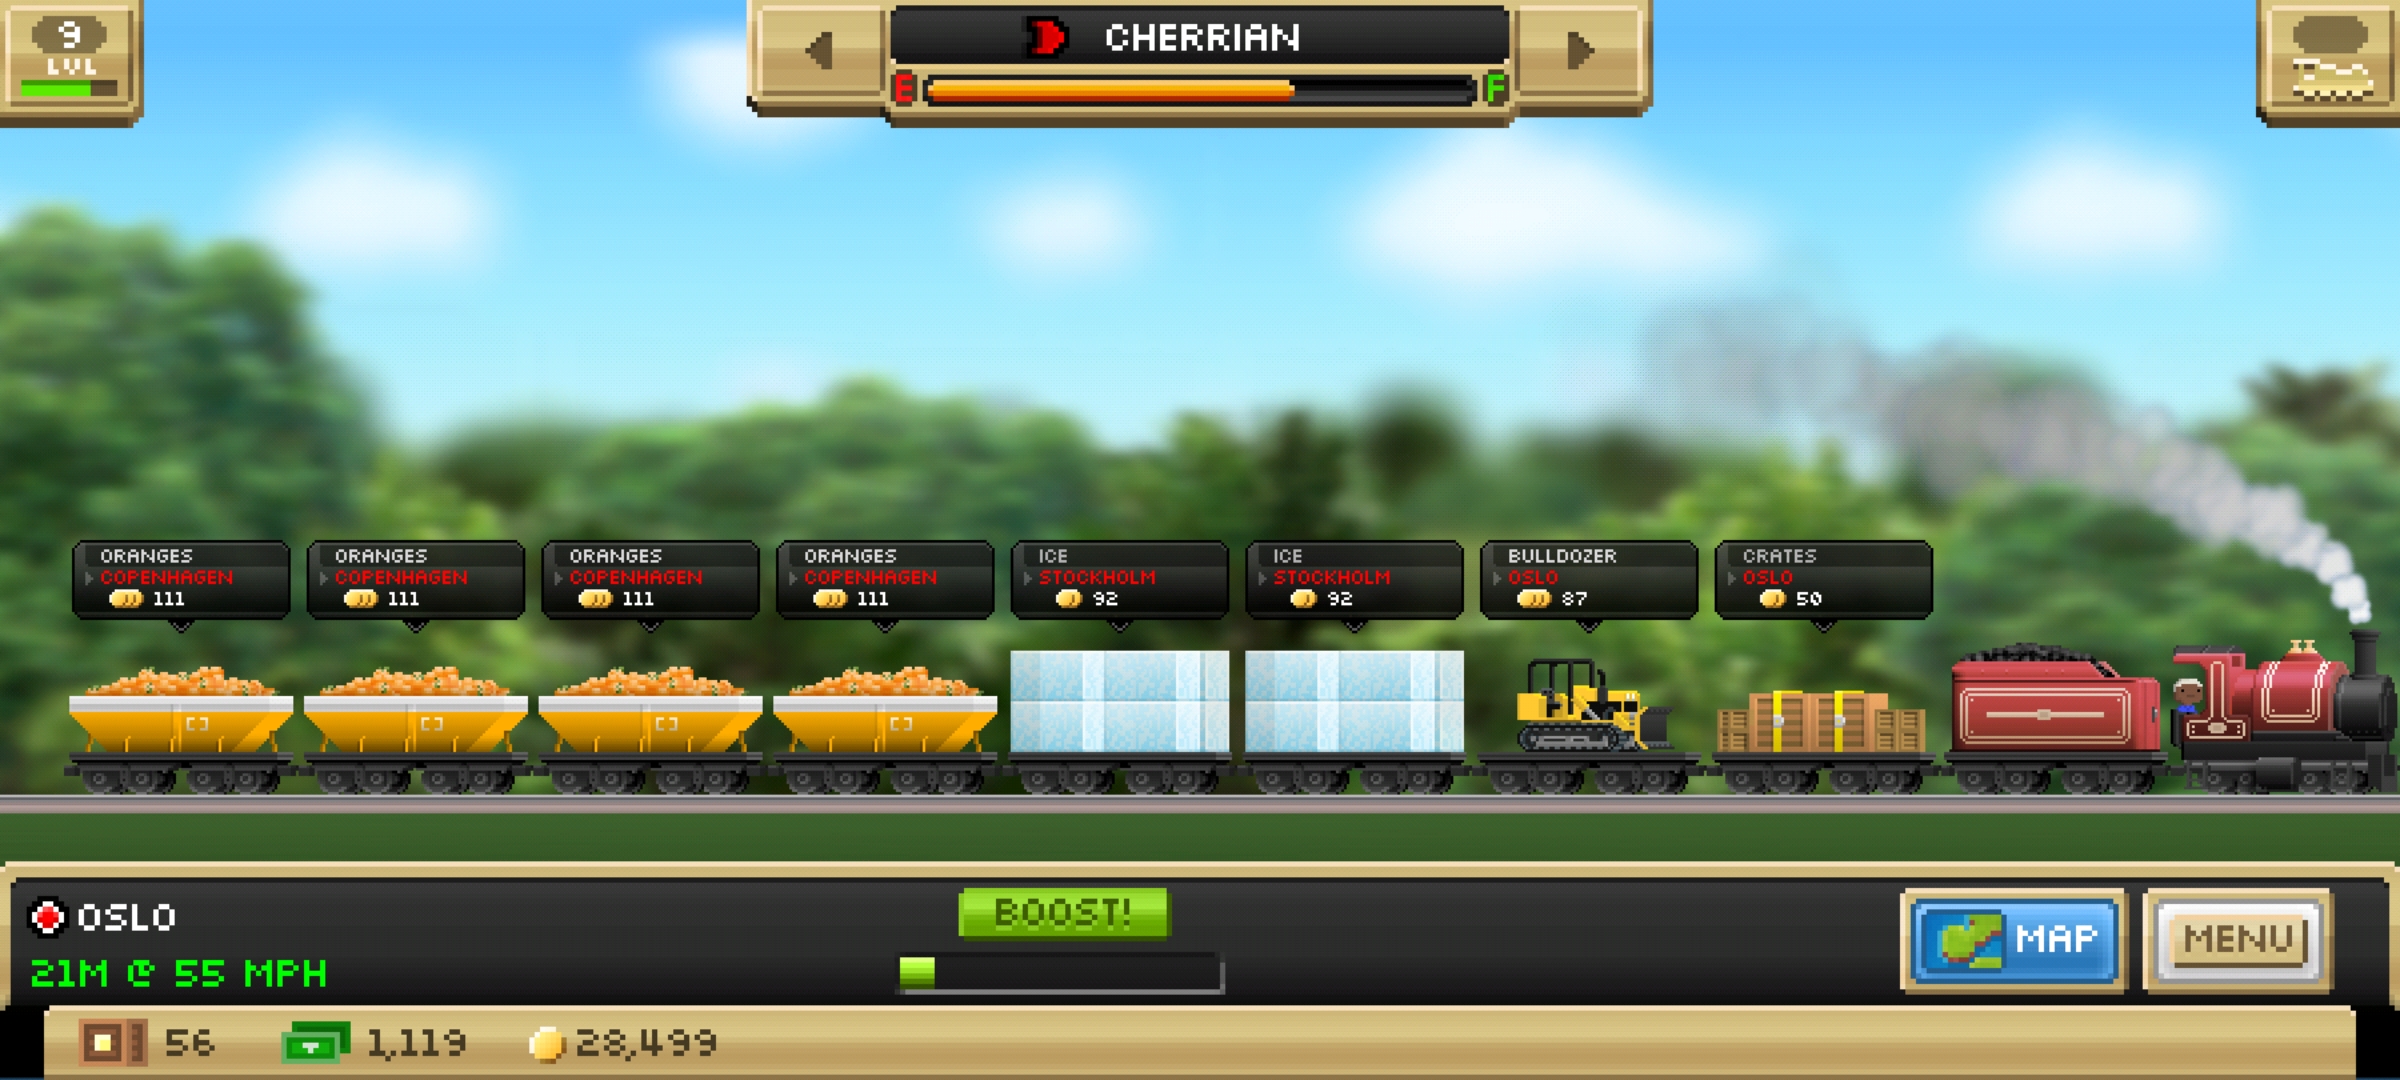 9
LVL
CHERRIAN
E F
ORANGES
COPENHAGEN
111
ORANGES
COPENHAGEN
111
ORANGES
COPENHAGEN
111
ORANGES
COPENHAGEN
111
ICE
STOCKHOLM
92
ICE
STOCKHOLM
92
BULLDOZER
OSLO
87
CRATES
OSLO
50
OSLO
21M @ 55 MPH
BOOST!
MAP
MENU
56
1,119
28,499